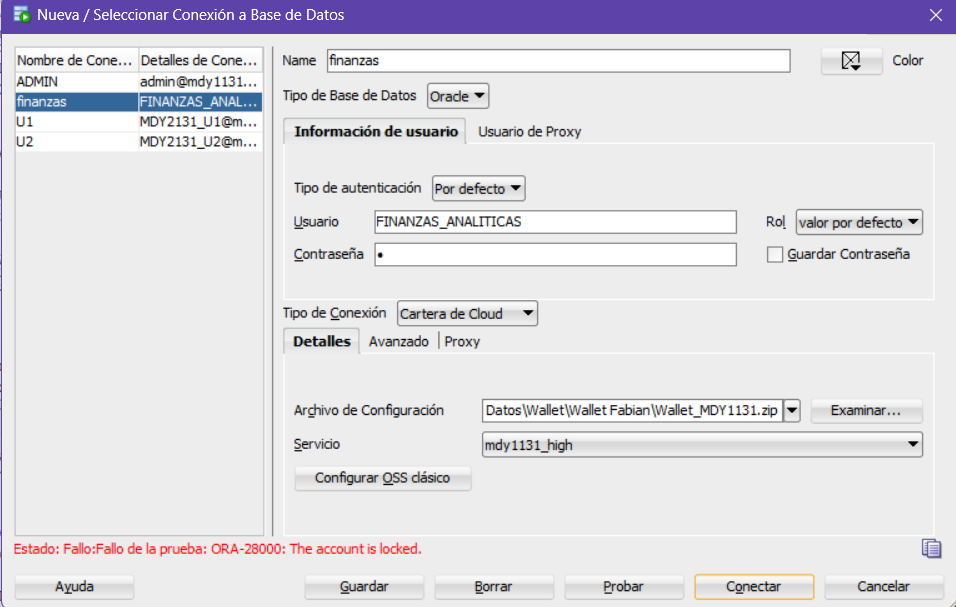 Nueva / Seleccionar Conexión a Base de Datos
Nombre de Cone... Detalles de Cone...
ADMIN admin@mdy1131...
finanzas FINANZAS_ANAL...
U1 MDY2131_U1@m...
U2 MDY2131_U2@m...
Name finanzas Color
Tipo de Base de Datos Oracle
Información de usuario Usuario de Proxy
Tipo de autenticación Por defecto
Usuario FINANZAS_ANALITICAS Rol valor por defecto
Contraseña • Guardar Contraseña
Tipo de Conexión Cartera de Cloud
Detalles Avanzado Proxy
Archivo de Configuración Datos\Wallet\Wallet Fabian\Wallet_MDY1131.zip Examinar...
Servicio mdy1131_high
Configurar OSS clásico
Estado: Fallo:Fallo de la prueba: ORA-28000: The account is locked.
Ayuda Guardar Borrar Probar Conectar Cancelar